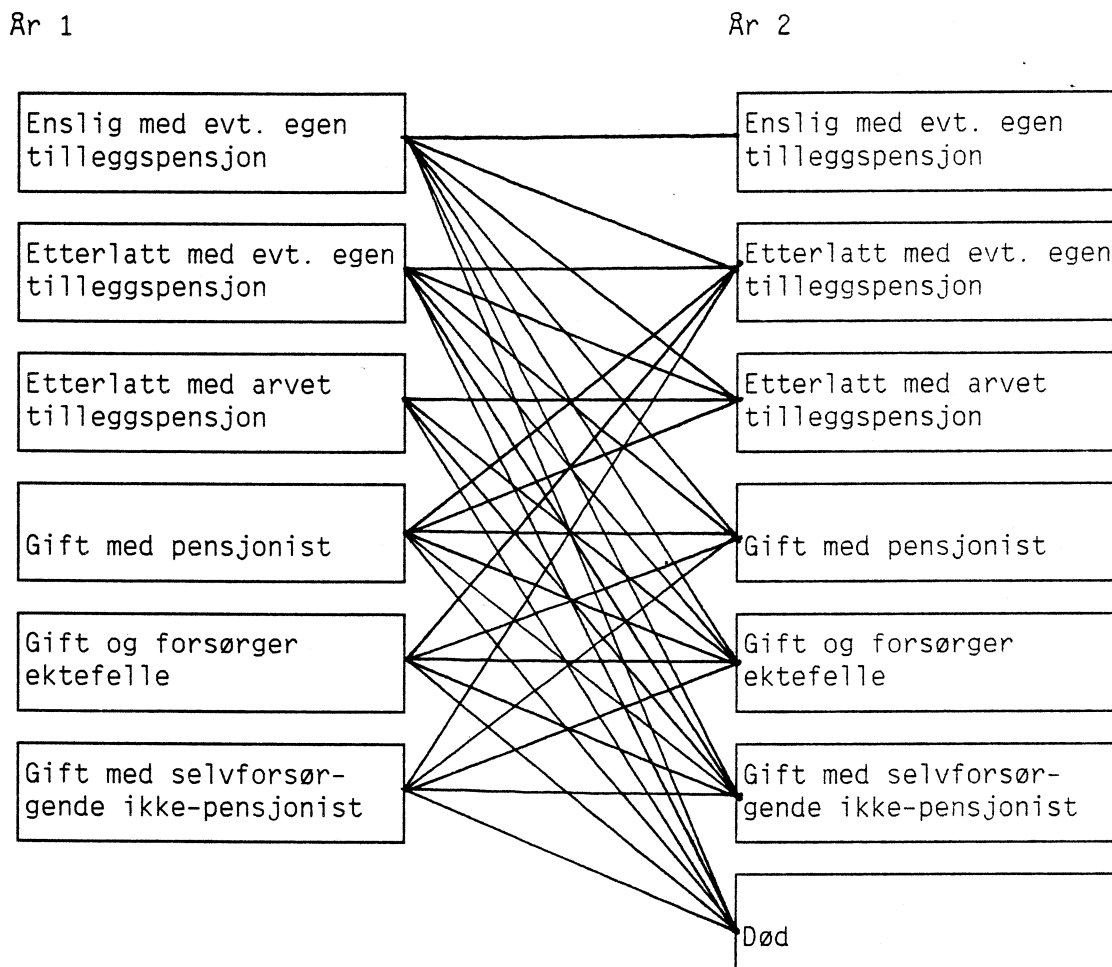 År 1
År 2
Enslig med evt. egen
tilleggspensjon
Etterlatt med evt. egen
tilleggspensjon
Etterlatt med arvet
tilleggspensjon
Gift med pensjonist
Gift og forsørger
ektefelle
Gift med selvforsør-
gende ikke-pensjonist
Enslig med evt. egen
tilleggspensjon
Etterlatt med evt. egen
tilleggspensjon
Etterlatt med arvet
tilleggspensjon
Gift med pensjonist
Gift og forsørger
ektefelle
Gift med selvforsør-
gende ikke-pensjonist
Død